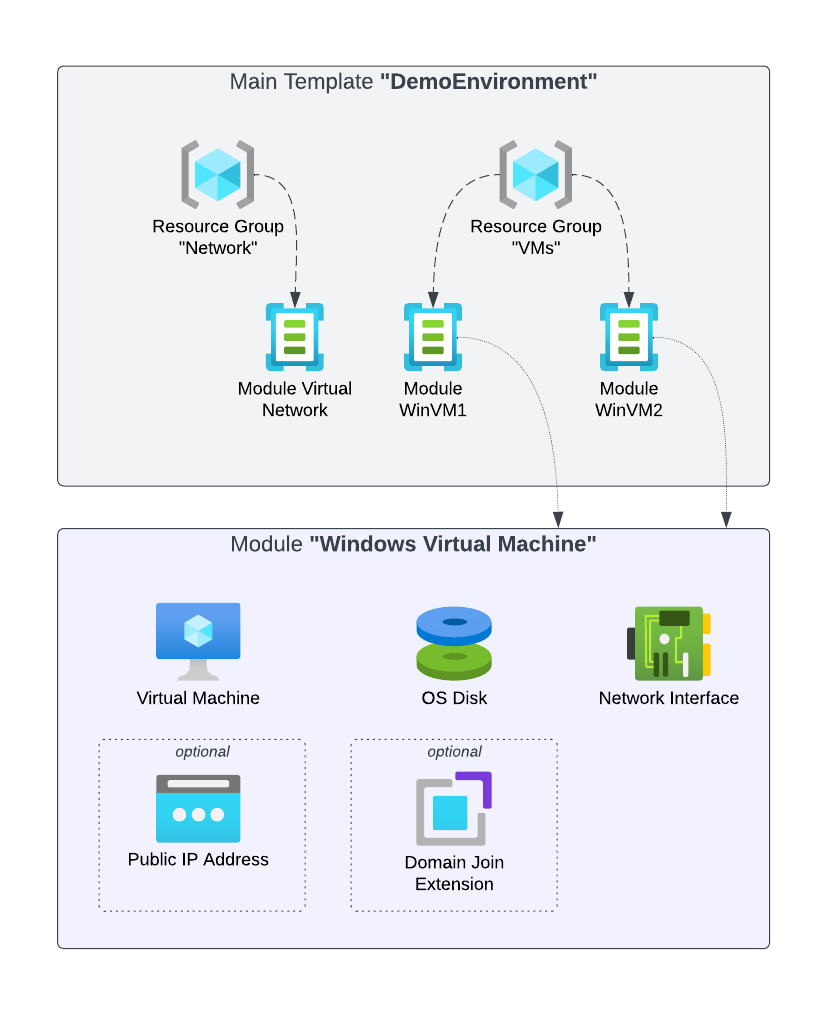 Main Template "DemoEnvironment"
Resource Group
"Network"
Resource Group
"VMs"
Module Virtual
Network
Module
WinVM1
Module
WinVM2
Module "Windows Virtual Machine"
Virtual Machine
OS Disk
Network Interface
optional
Public IP Address
optional
Domain Join
Extension